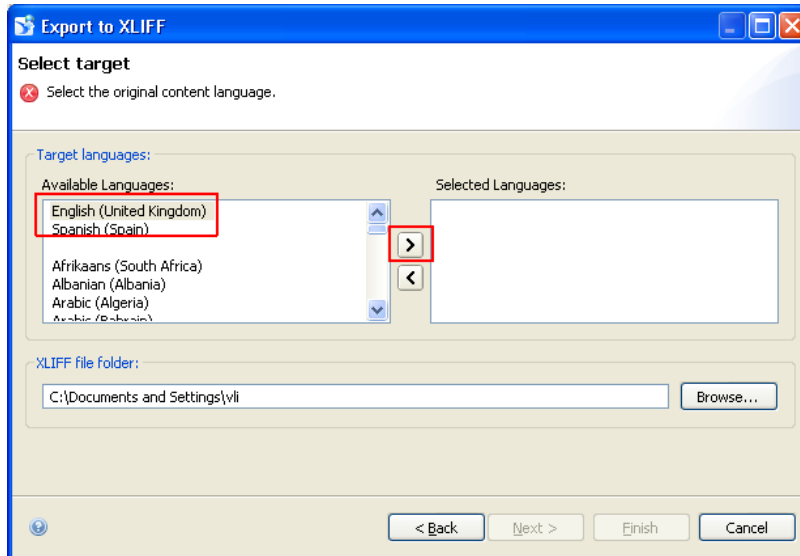 Export to XLIFF
Select target
Select the original content language.
Target languages:
Available Languages:
Selected Languages:
English (United Kingdom)
Spanish (Spain)
>
Afrikaans (South Africa)
<
Albanian (Albania)
Arabic (Algeria)
Arabic (Bahrain)
XLIFF file folder:
C:\Documents and Settings\vli
Browse...
< Back
Next >
Finish
Cancel